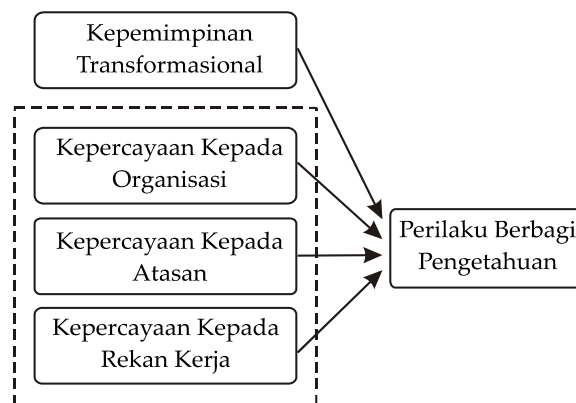 Kepemimpinan
Transformasional
Kepercayaan Kepada
Organisasi
Kepercayaan Kepada
Atasan
Kepercayaan Kepada
Rekan Kerja
Perilaku Berbagi
Pengetahuan